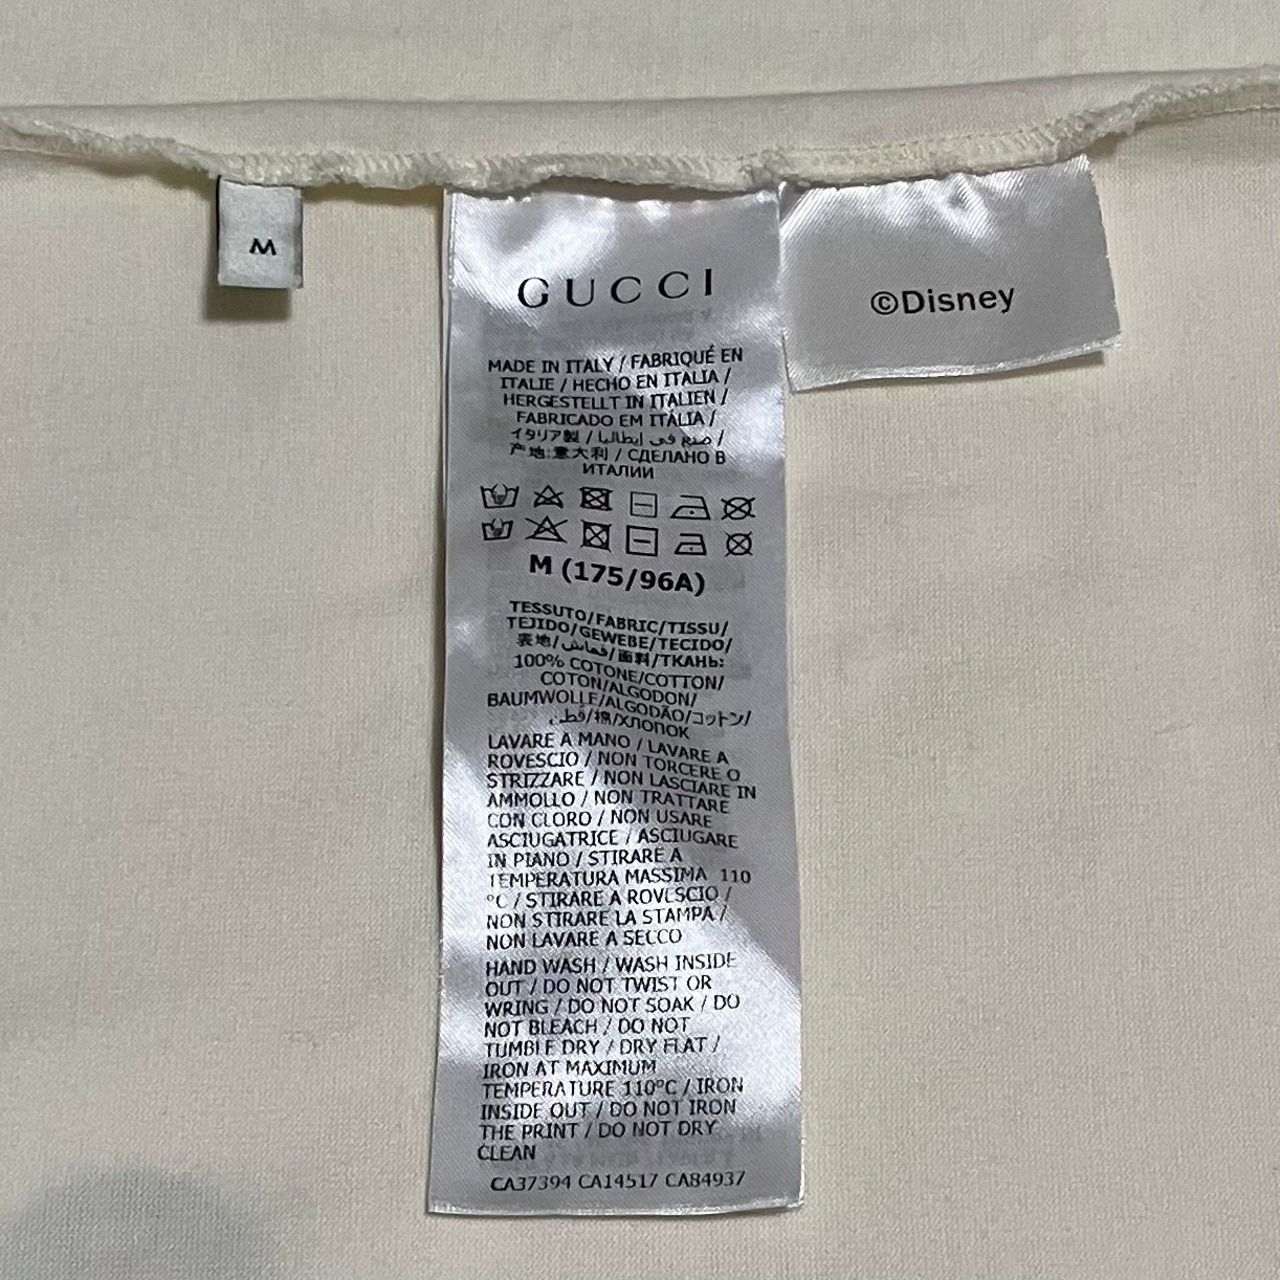 M
GUCCI
©Disney
MADE IN ITALY / FABRIQUÉ EN
ITALIE / HECHO EN ITALIA /
HERGESTELLT IN ITALIEN /
FABRICADO EM ITÁLIA /
イタリア製 / صنع في إيطاليا /
产地:意大利 / СДЕЛАНО В
ИТАЛИИ
M (175/96A)
TESSUTO/FABRIC/TISSU/
TEJIDO/GEWEBE/TECIDO/
表地/قماش/面料/ТКАНЬ:
100% COTONE/COTTON/
COTON/ALGODON/
BAUMWOLLE/ALGODÃO/コットン/
قطن/棉/ХЛОПОК
LAVARE A MANO / LAVARE A
ROVESCIO / NON TORCERE O
STRIZZARE / NON LASCIARE IN
AMMOLLO / NON TRATTARE
CON CLORO / NON USARE
ASCIUGATRICE / ASCIUGARE
IN PIANO / STIRARE A
TEMPERATURA MASSIMA 110
°C / STIRARE A ROVESCIO /
NON STIRARE LA STAMPA /
NON LAVARE A SECCO
HAND WASH / WASH INSIDE
OUT / DO NOT TWIST OR
WRING / DO NOT SOAK / DO
NOT BLEACH / DO NOT
TUMBLE DRY / DRY FLAT /
IRON AT MAXIMUM
TEMPERATURE 110°C / IRON
INSIDE OUT / DO NOT IRON
THE PRINT / DO NOT DRY
CLEAN
CA37394 CA14517 CA84937